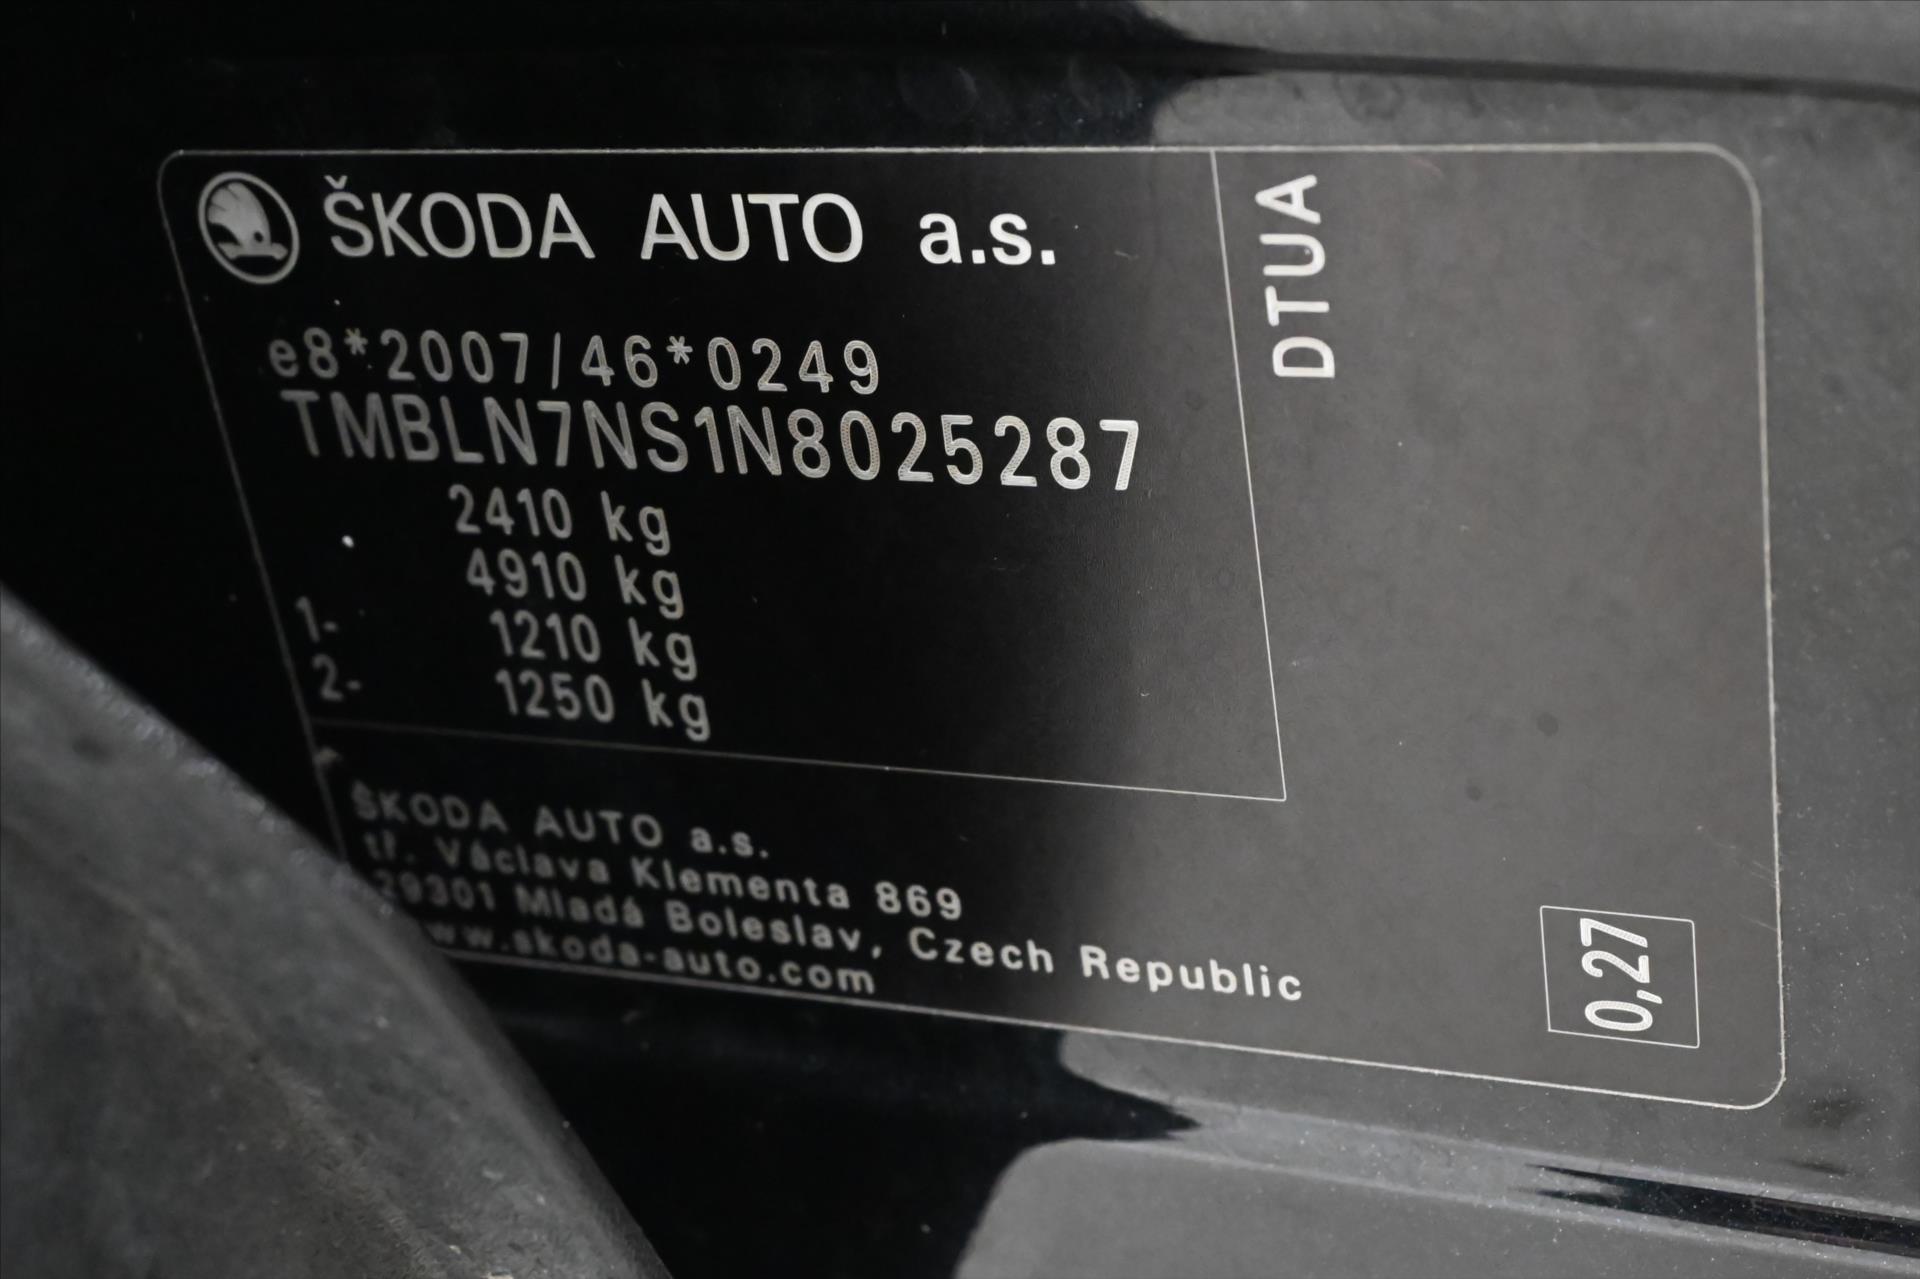 ŠKODA AUTO a.s.
e8*2007/46*0249
TMBLN7NS1N8025287
2410 kg
4910 kg
1- 1210 kg
2- 1250 kg
DTUA
ŠKODA AUTO a.s.
tř. Václava Klementa 869
29301 Mladá Boleslav, Czech Republic
www.skoda-auto.com
0,27